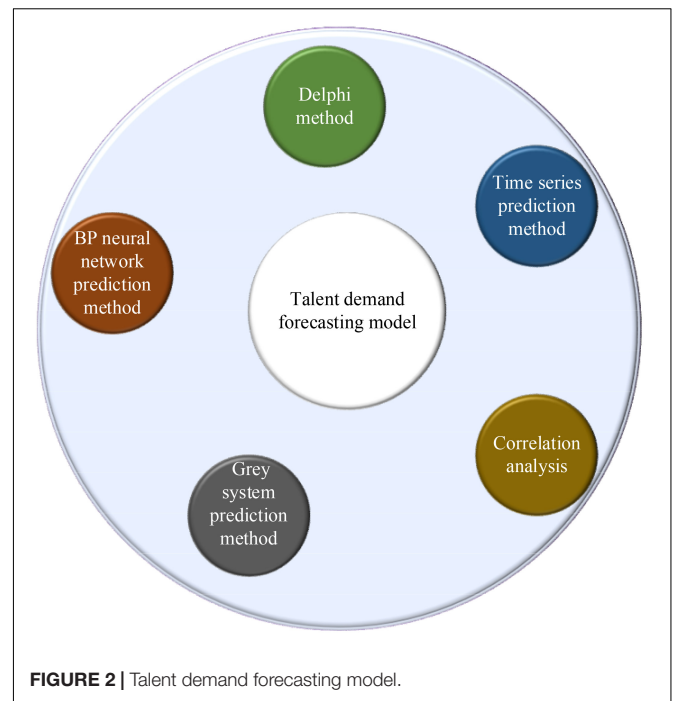 Delphi
method
Time series
prediction
method
BP neural
network
prediction
method
Talent demand
forecasting model
Correlation
analysis
Grey
system
prediction
method
FIGURE 2 | Talent demand forecasting model.